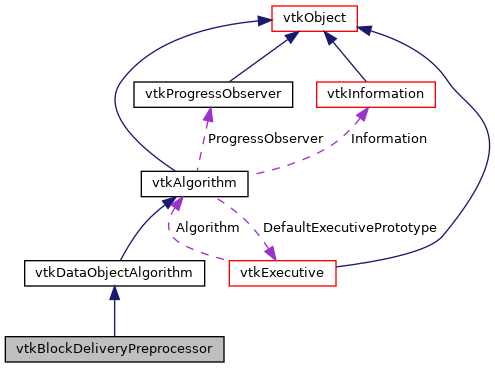 vtkObject
vtkProgressObserver
vtkInformation
ProgressObserver
Information
vtkAlgorithm
Algorithm
DefaultExecutivePrototype
vtkDataObjectAlgorithm
vtkExecutive
vtkBlockDeliveryPreprocessor